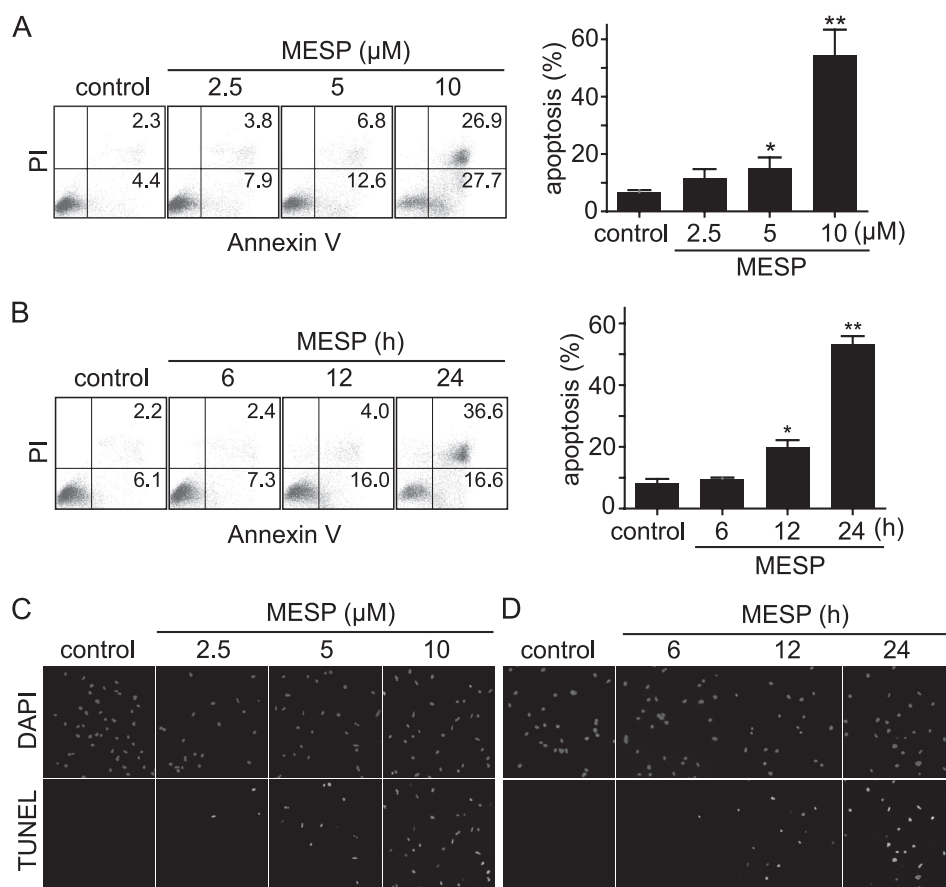 A
MESP (µM)
control 2.5 5 10
2.3 3.8 6.8 26.9
4.4 7.9 12.6 27.7
PI
Annexin V
apoptosis (%)
60
40
20
0
** 
*
control 2.5 5 10 (µM)
MESP
B
MESP (h)
control 6 12 24
2.2 2.4 4.0 36.6
6.1 7.3 16.0 16.6
PI
Annexin V
apoptosis (%)
60
40
20
0
**
*
control 6 12 24 (h)
MESP
C
MESP (µM)
control 2.5 5 10
DAPI
TUNEL
D
MESP (h)
control 6 12 24